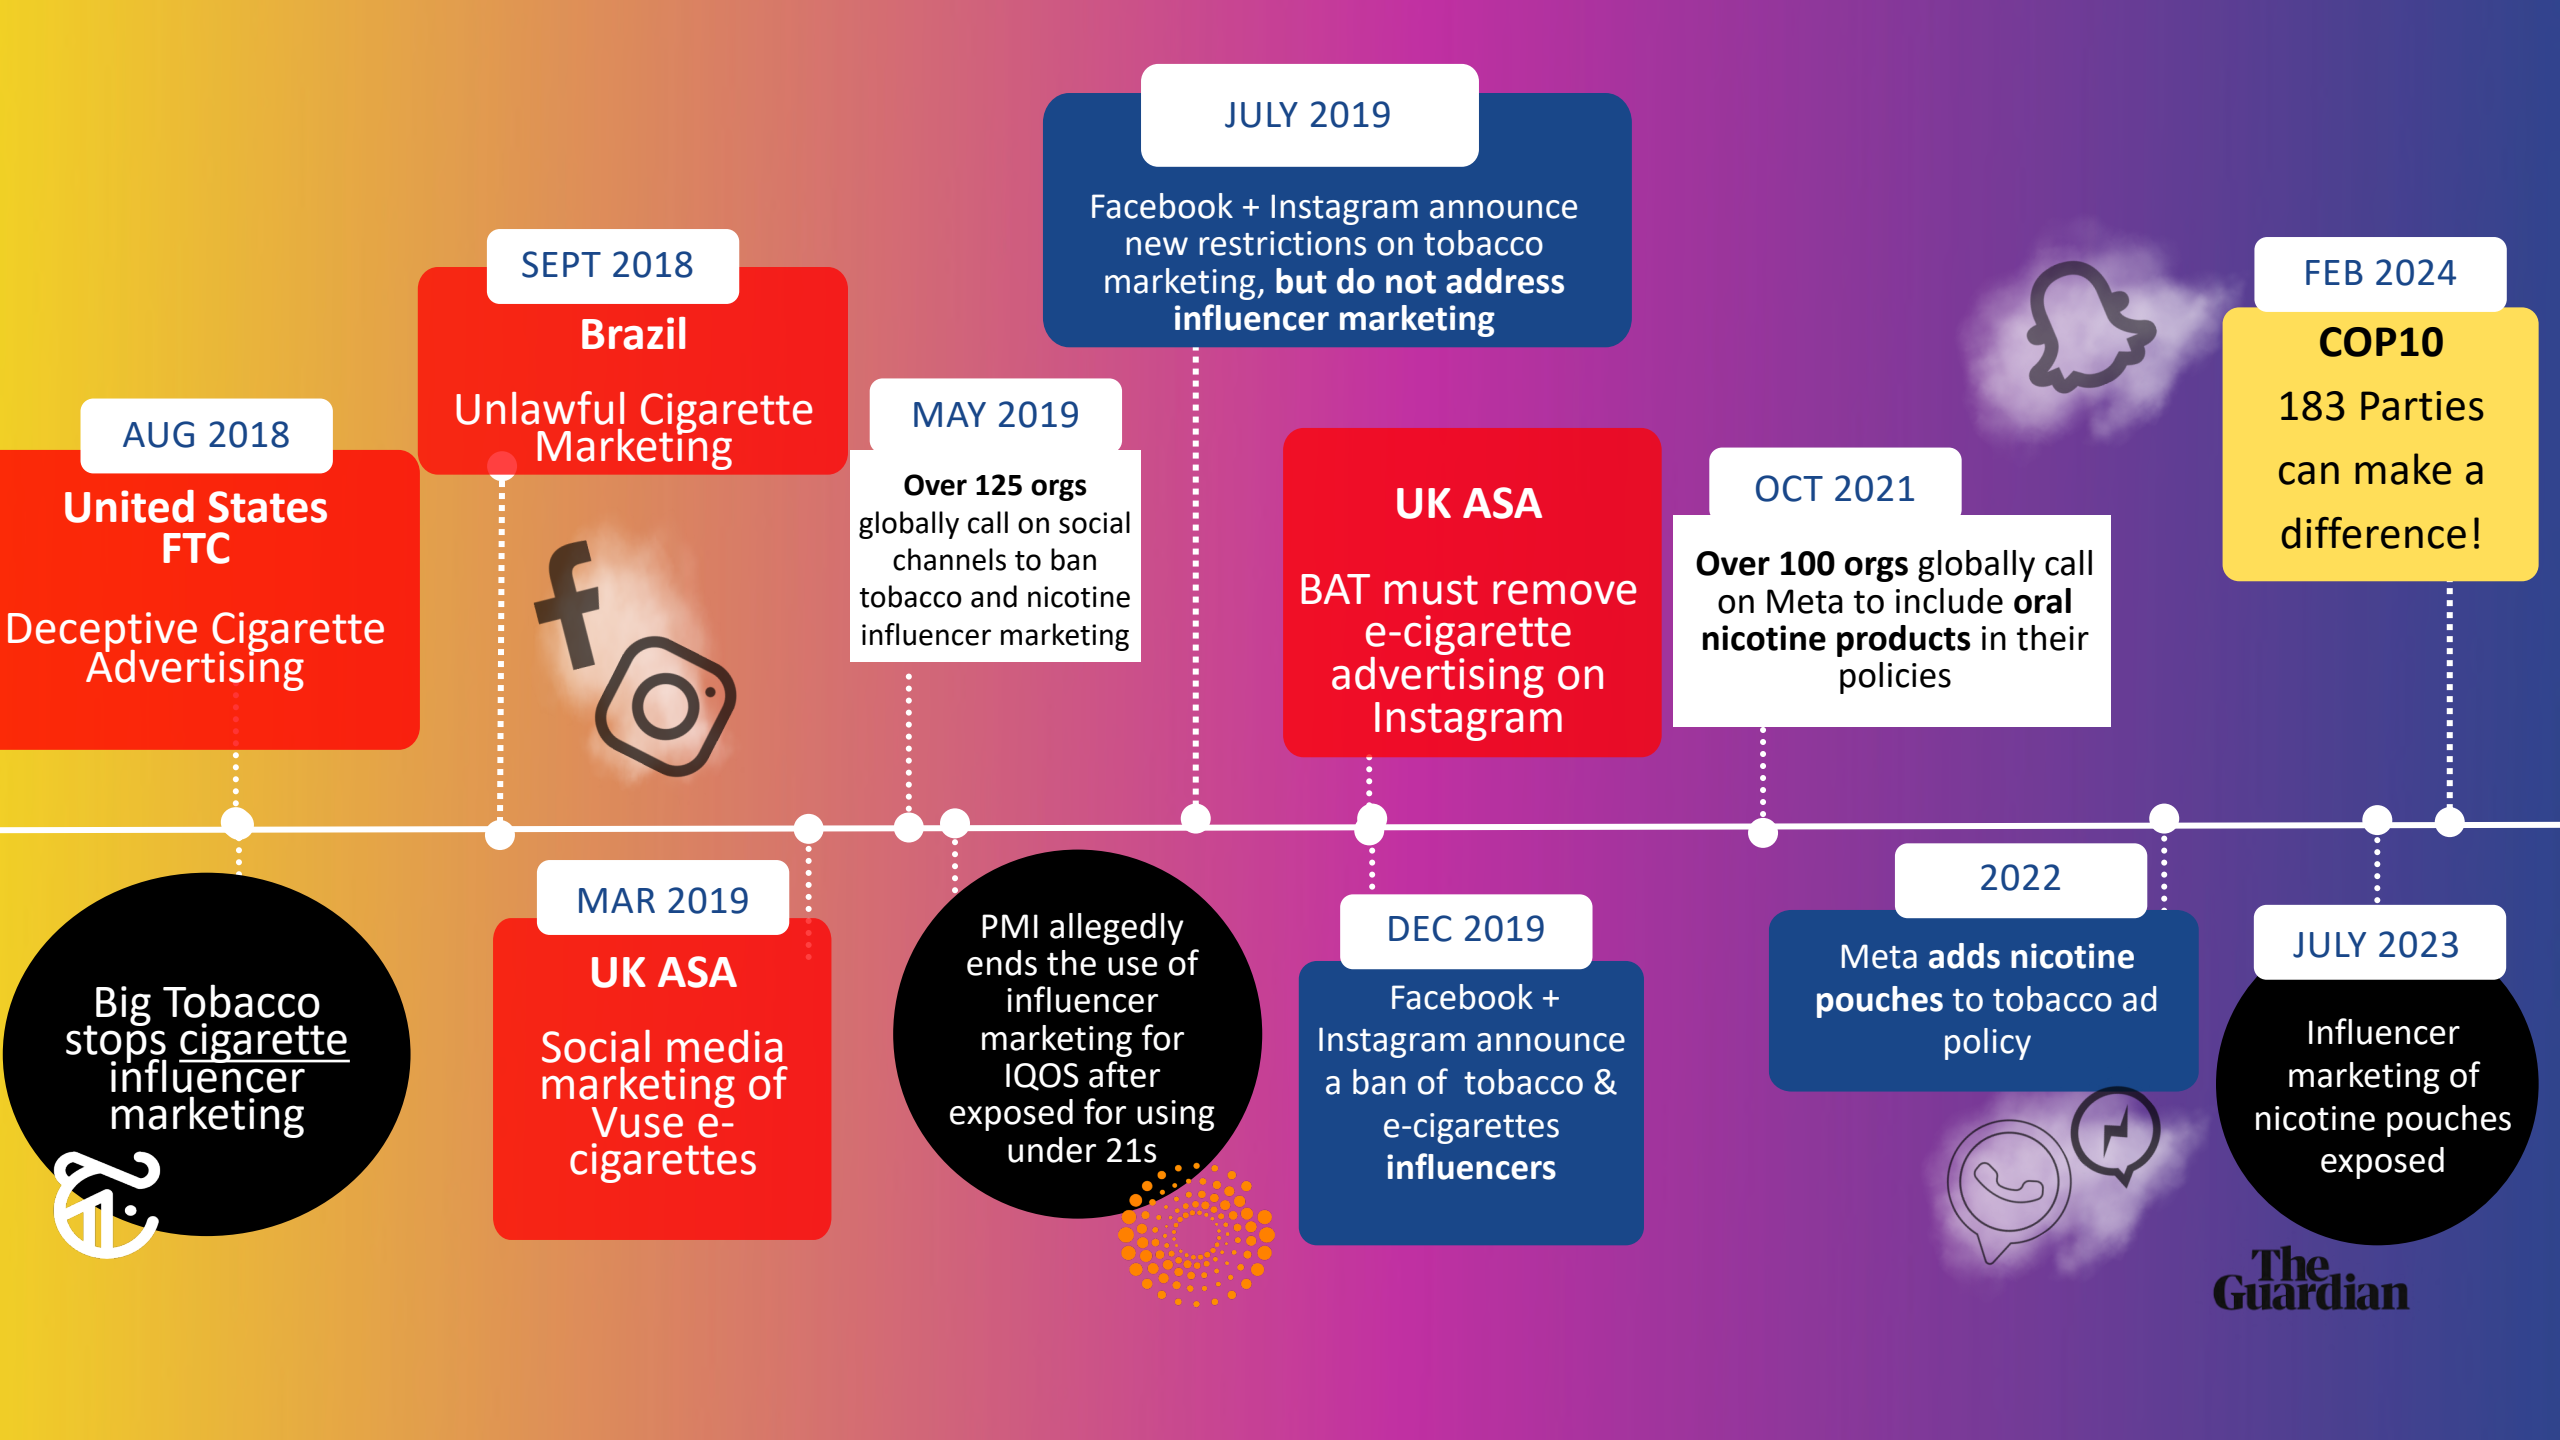 AUG 2018
United States
FTC
Deceptive Cigarette
Advertising
Big Tobacco
stops cigarette
influencer
marketing
SEPT 2018
Brazil
Unlawful Cigarette
Marketing
MAR 2019
UK ASA
Social media
marketing of
Vuse e-
cigarettes
MAY 2019
Over 125 orgs
globally call on social
channels to ban
tobacco and nicotine
influencer marketing
PMI allegedly
ends the use of
influencer
marketing for
IQOS after
exposed for using
under 21s
JULY 2019
Facebook + Instagram announce
new restrictions on tobacco
marketing, but do not address
influencer marketing
UK ASA
BAT must remove
e-cigarette
advertising on
Instagram
DEC 2019
Facebook +
Instagram announce
a ban of tobacco &
e-cigarettes
influencers
OCT 2021
Over 100 orgs globally call
on Meta to include oral
nicotine products in their
policies
2022
Meta adds nicotine
pouches to tobacco ad
policy
JULY 2023
Influencer
marketing of
nicotine pouches
exposed
The
Guardian
FEB 2024
COP10
183 Parties
can make a
difference!